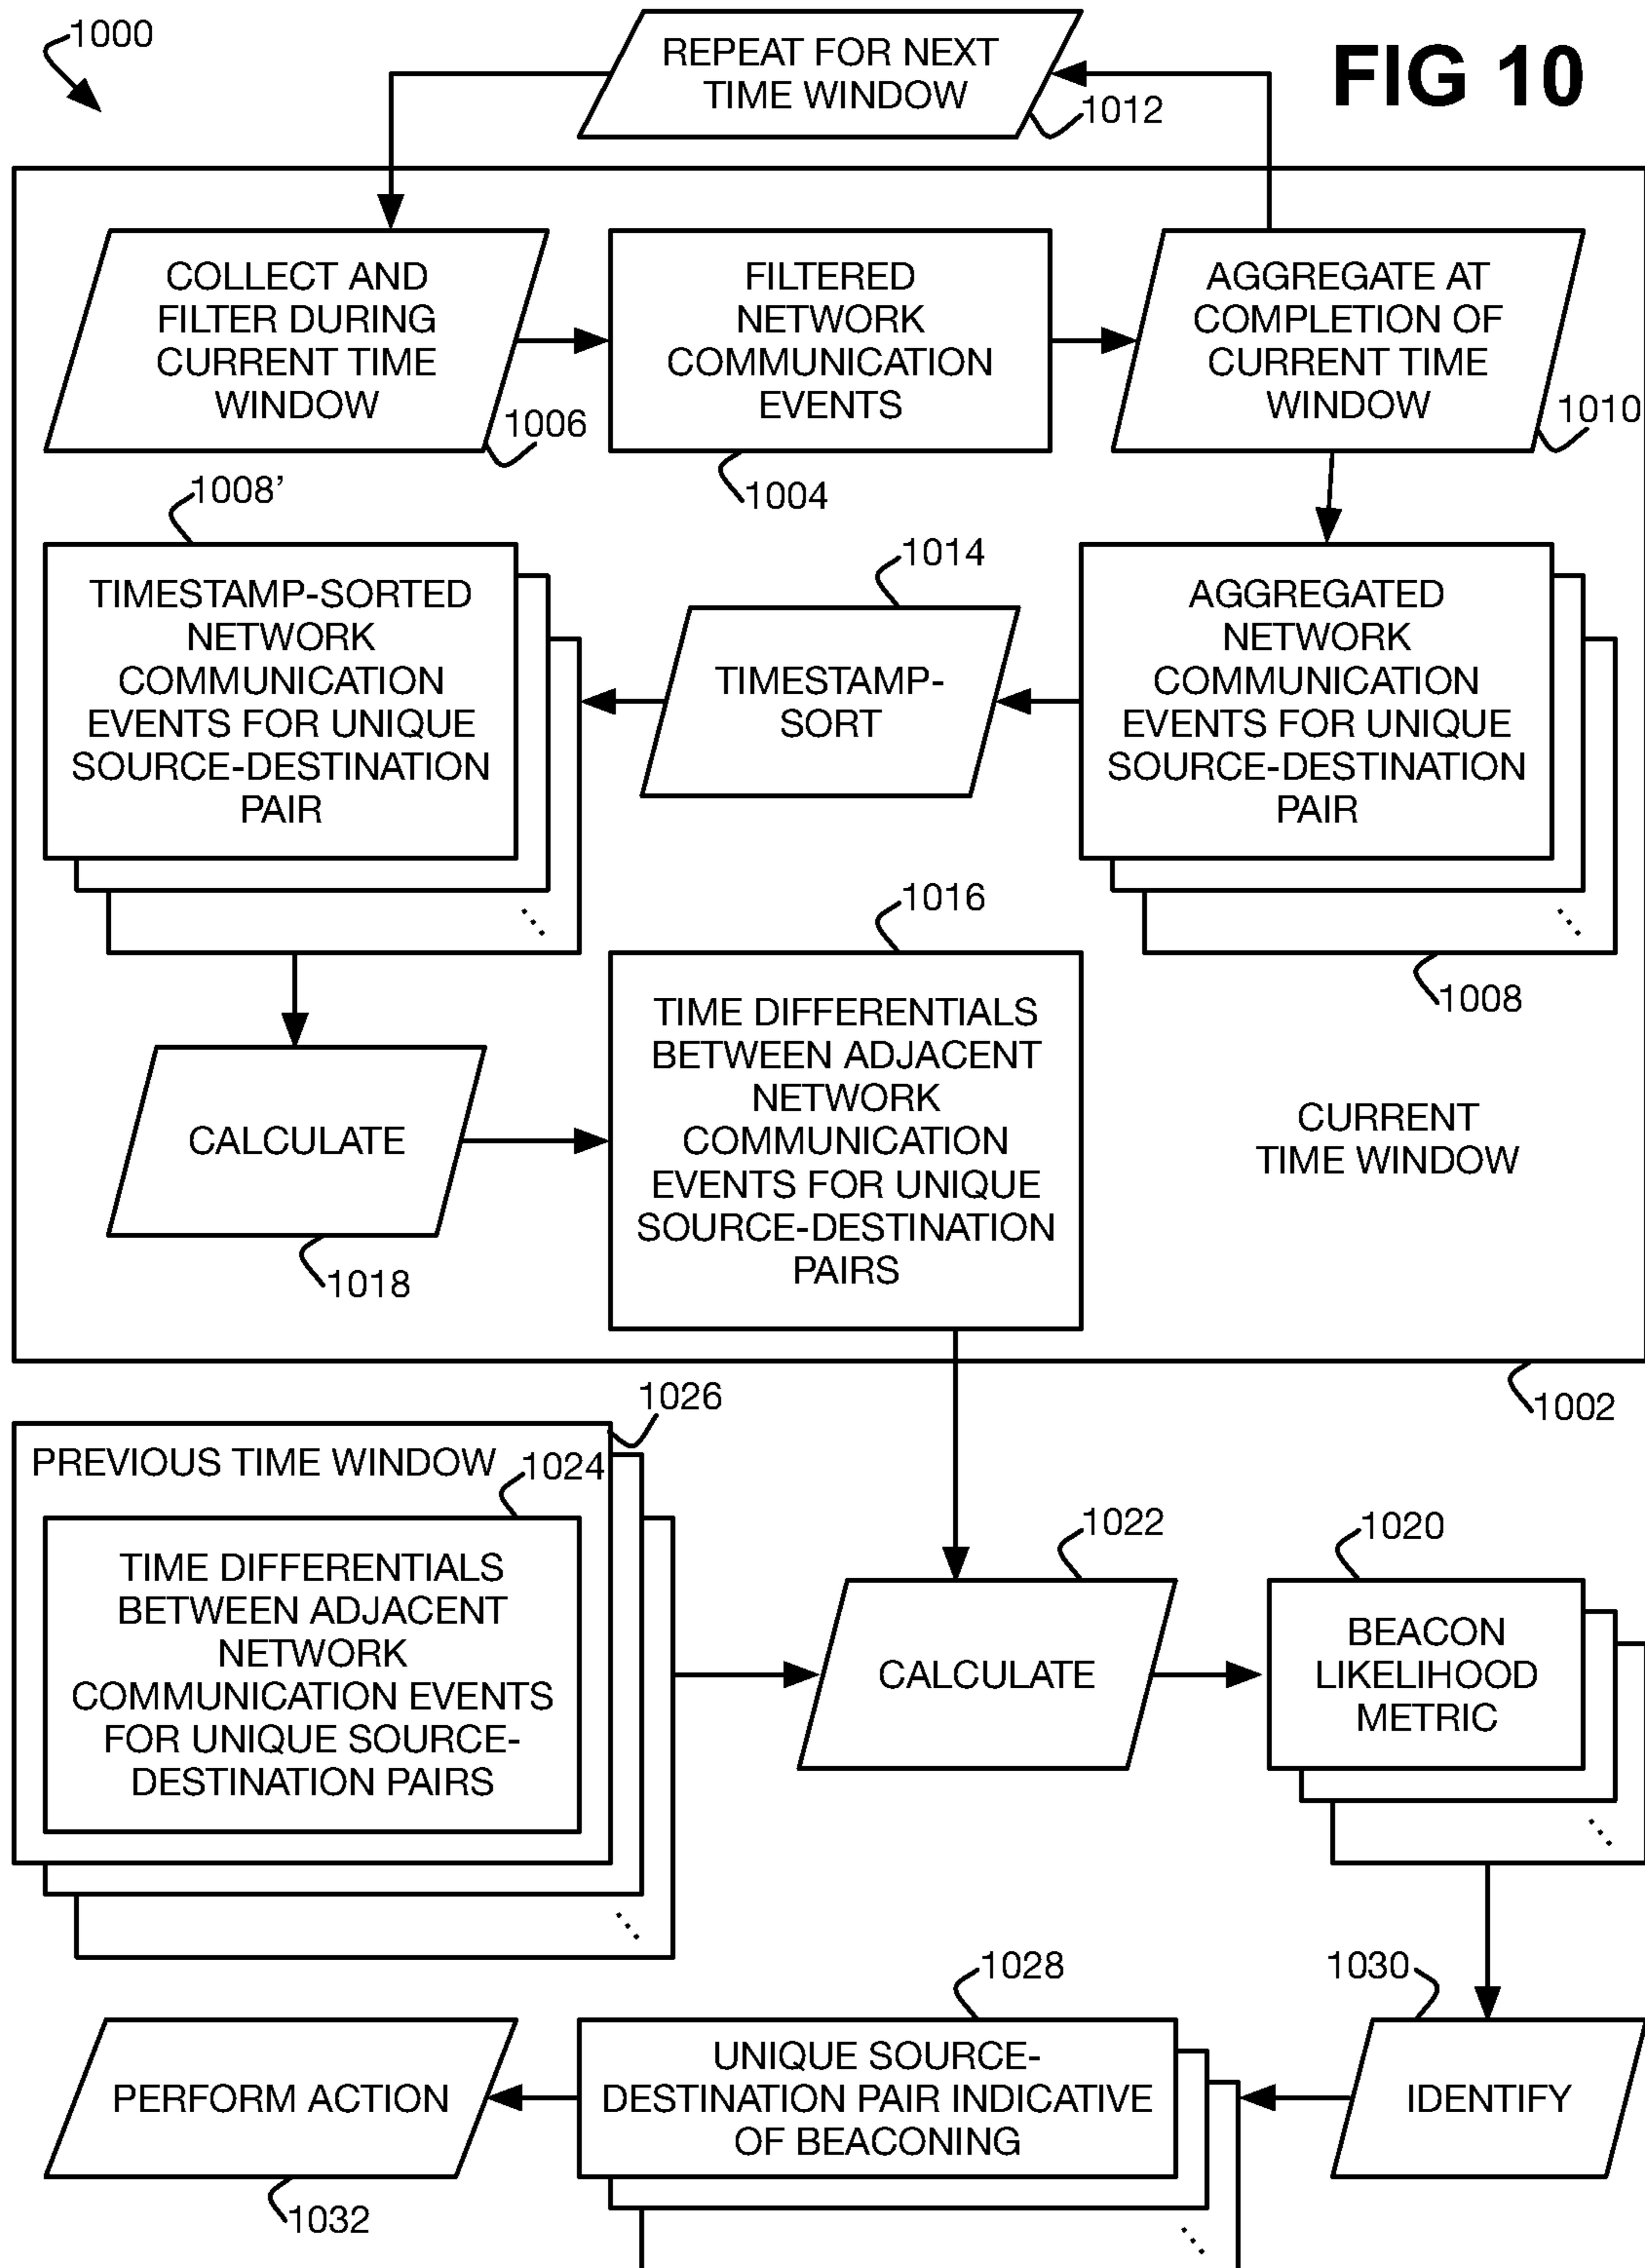 1000
REPEAT FOR NEXT
TIME WINDOW
1012
FIG 10
COLLECT AND
FILTER DURING
CURRENT TIME
WINDOW
1006
FILTERED
NETWORK
COMMUNICATION
EVENTS
1004
AGGREGATE AT
COMPLETION OF
CURRENT TIME
WINDOW
1010
1008’
TIMESTAMP-SORTED
NETWORK
COMMUNICATION
EVENTS FOR UNIQUE
SOURCE-DESTINATION
PAIR
1014
TIMESTAMP-
SORT
AGGREGATED
NETWORK
COMMUNICATION
EVENTS FOR UNIQUE
SOURCE-DESTINATION
PAIR
1008
CALCULATE
1018
1016
TIME DIFFERENTIALS
BETWEEN ADJACENT
NETWORK
COMMUNICATION
EVENTS FOR UNIQUE
SOURCE-DESTINATION
PAIRS
CURRENT
TIME WINDOW
1002
1026
PREVIOUS TIME WINDOW
1024
TIME DIFFERENTIALS
BETWEEN ADJACENT
NETWORK
COMMUNICATION EVENTS
FOR UNIQUE SOURCE-
DESTINATION PAIRS
1022
CALCULATE
1020
BEACON
LIKELIHOOD
METRIC
1030
IDENTIFY
1028
UNIQUE SOURCE-
DESTINATION PAIR INDICATIVE
OF BEACONING
PERFORM ACTION
1032